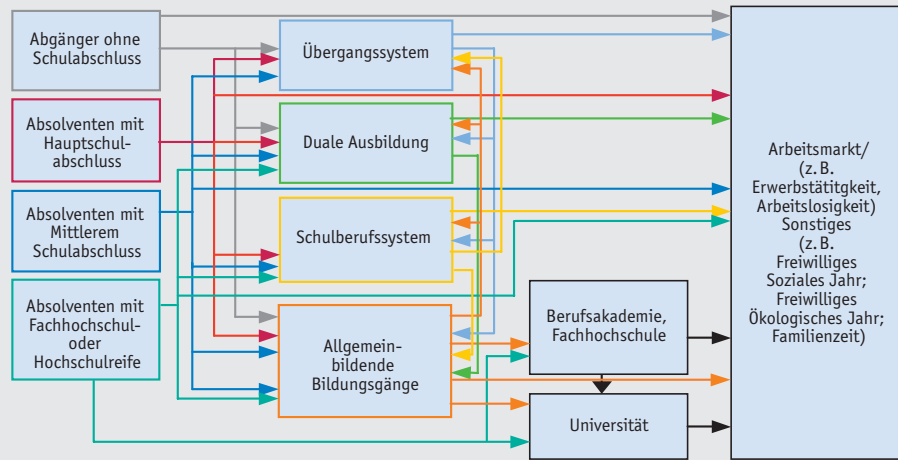 Abgänger ohne
Schulabschluss
Absolventen mit
Hauptschul-
abschluss
Absolventen mit
Mittlerem
Schulabschluss
Absolventen mit
Fachhochschul-
oder
Hochschulreife
Übergangssystem
Duale Ausbildung
Schulberufssystem
Allgemein-
bildende
Bildungsgänge
Berufsakademie,
Fachhochschule
Universität
Arbeitsmarkt/
(z. B.
Erwerbstätitgkeit,
Arbeitslosigkeit)
Sonstiges
(z. B.
Freiwilliges
Soziales Jahr;
Freiwilliges
Ökologisches Jahr;
Familienzeit)